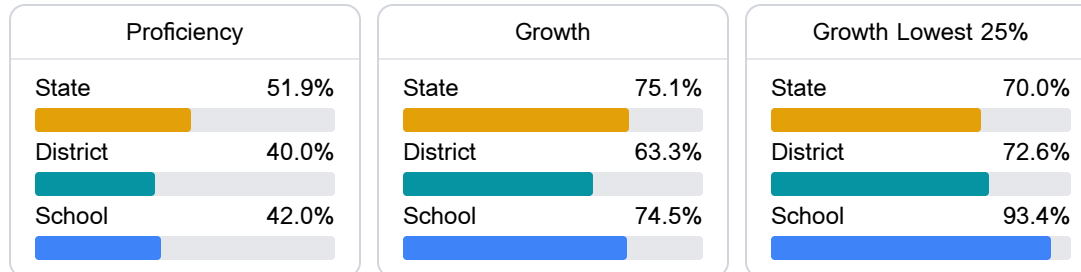 Proficiency
State 51.9%
District 40.0%
School 42.0%
Growth
State 75.1%
District 63.3%
School 74.5%
Growth Lowest 25%
State 70.0%
District 72.6%
School 93.4%